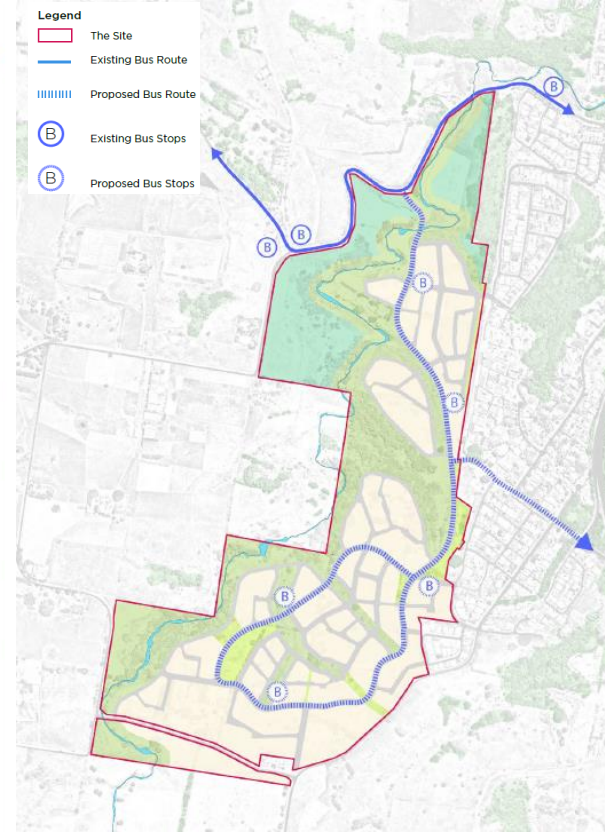 Legend
The Site
Existing Bus Route
Proposed Bus Route
B Existing Bus Stops
B Proposed Bus Stops
B
B
B
B
B
B
B
B